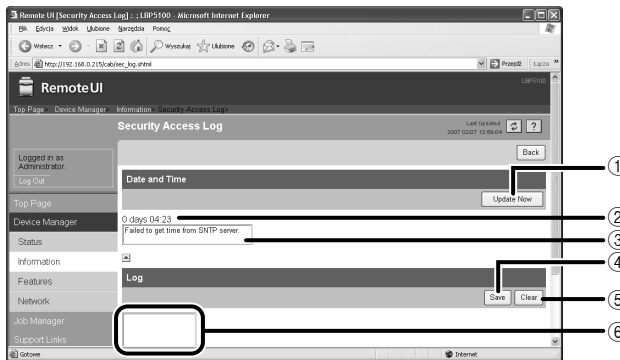 Remote UI [Security Access Log] : ; LBP5100 - Microsoft Internet Explorer
Plik Edycja Widok Ulubione Narzędzia Pomoc
Wstecz Wyszukaj Ulubione
Adres http://192.168.0.215/cab/sec_log.shtml Przejdź Łącza »
RemoteUI LBP5100
Top Page> Device Manager> Information> Security Access Log>
Security Access Log
Last Updated
2007 02/27 12:59:04
?
Back
Logged in as
Administrator.
Log Out
Date and Time
Update Now
1
Top Page
Device Manager
Status
Information
Features
Network
Job Manager
Support Links
0 days 04:23
2
Failed to get time from SNTP server.
3
Log
4
Save Clear
5
6
Gotowe Internet